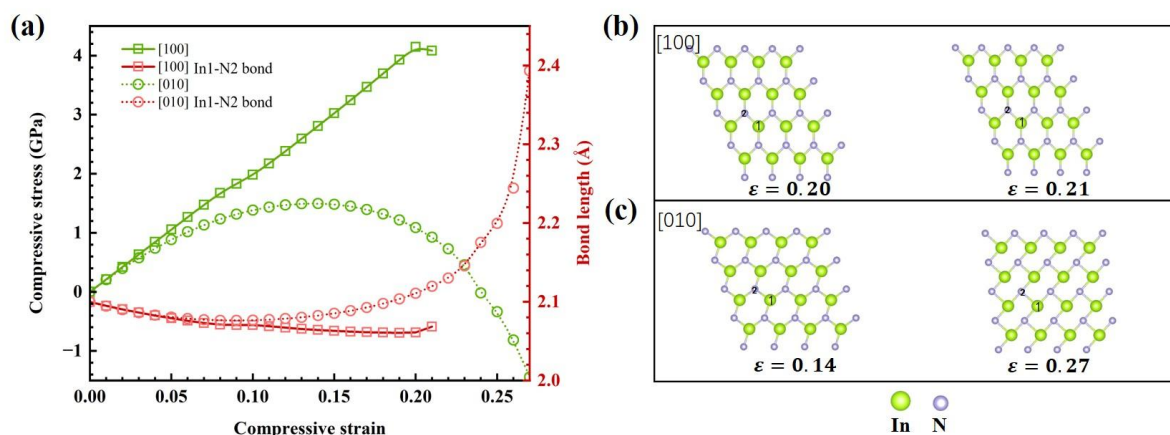 (a)
[100]
[100] In1-N2 bond
[010]
[010] In1-N2 bond
Compressive stress (GPa)
4
3
2
1
0
−1
0.00 0.05 0.10 0.15 0.20 0.25
Compressive strain
2.4
2.3
2.2
2.1
2.0
Bond length (Å)
(b)
[100]
2
1
2
1
ε = 0.20 ε = 0.21
(c)
[010]
2
1
2
1
ε = 0.14 ε = 0.27
In N